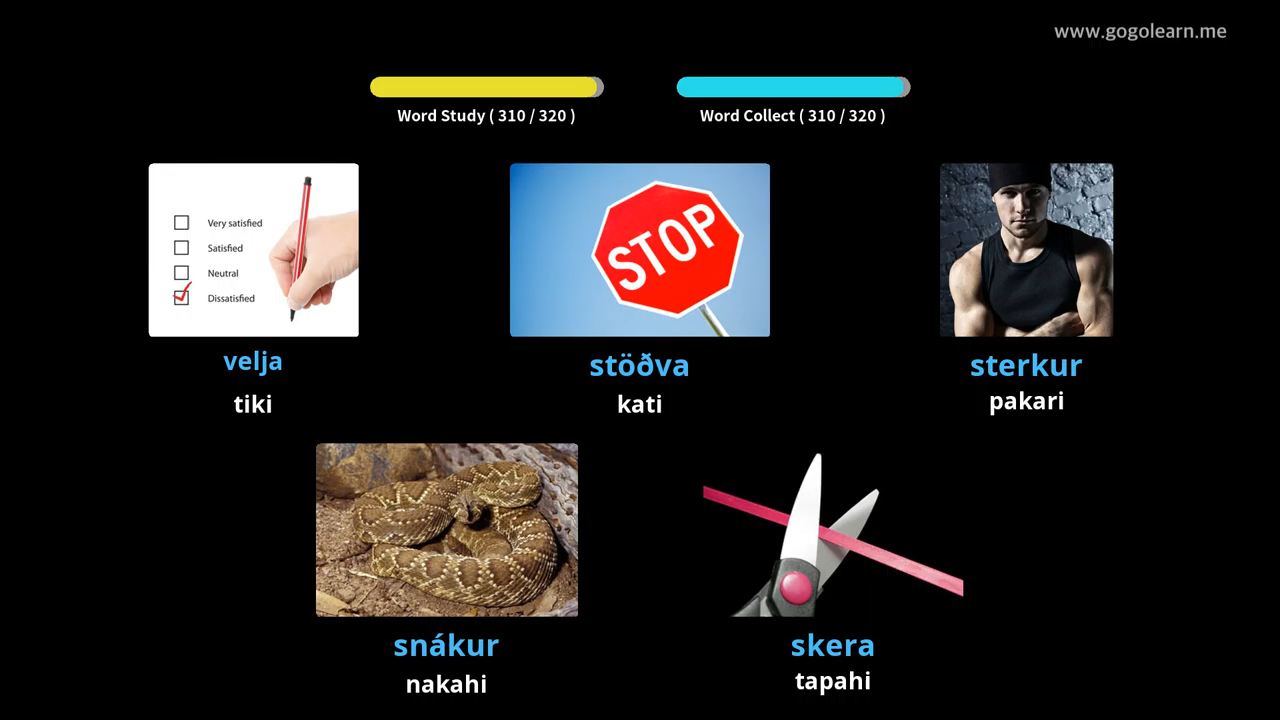 www.gogolearn.me
Word Study ( 310 / 320 )
Word Collect ( 310 / 320 )
Very satisfied
Satisfied
Neutral
Dissatisfied
STOP
velja
tiki
stöðva
kati
sterkur
pakari
snákur
nakahi
skera
tapahi